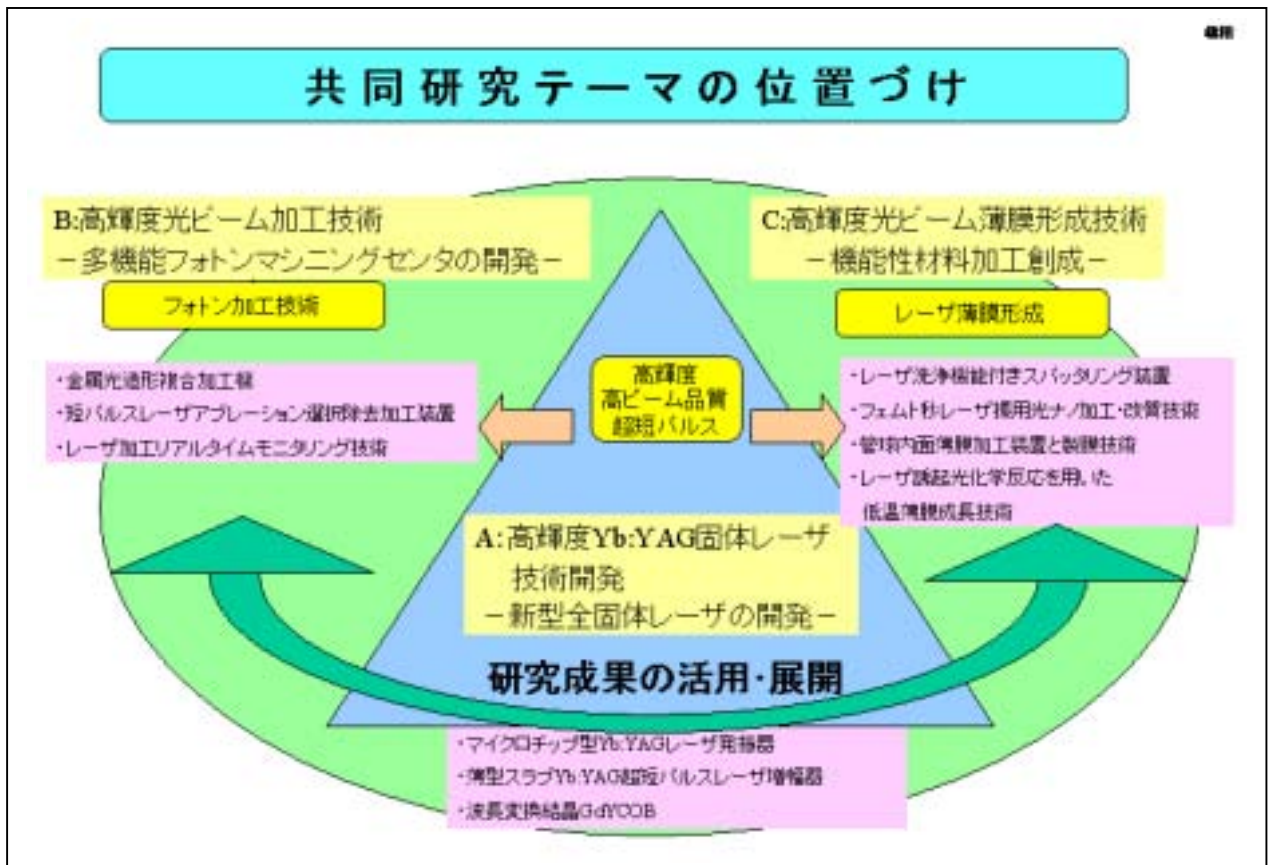 共同研究テーマの位置づけ
B:高輝度光ビーム加工技術
－多機能フォトンマシニングセンタの開発－
フォトン加工技術
・金属光造形複合加工機
・短パルスレーザアブレーション選択除去加工装置
・レーザ加工リアルタイムモニタリング技術
C:高輝度光ビーム薄膜形成技術
－機能性材料加工創成－
レーザ薄膜形成
・レーザ洗浄機能付きスパッタリング装置
・フェムト秒レーザ援用光ナノ加工・改質技術
・管球内面薄膜加工装置と製膜技術
・レーザ誘起光化学反応を用いた
低温薄膜成長技術
高輝度
高ビーム品質
超短パルス
A:高輝度Yb:YAG固体レーザ
技術開発
－新型全固体レーザの開発－
研究成果の活用・展開
・マイクロチップ型Yb:YAGレーザ発振器
・薄型スラブYb:YAG超短パルスレーザ増幅器
・波長変換結晶GdYCOB